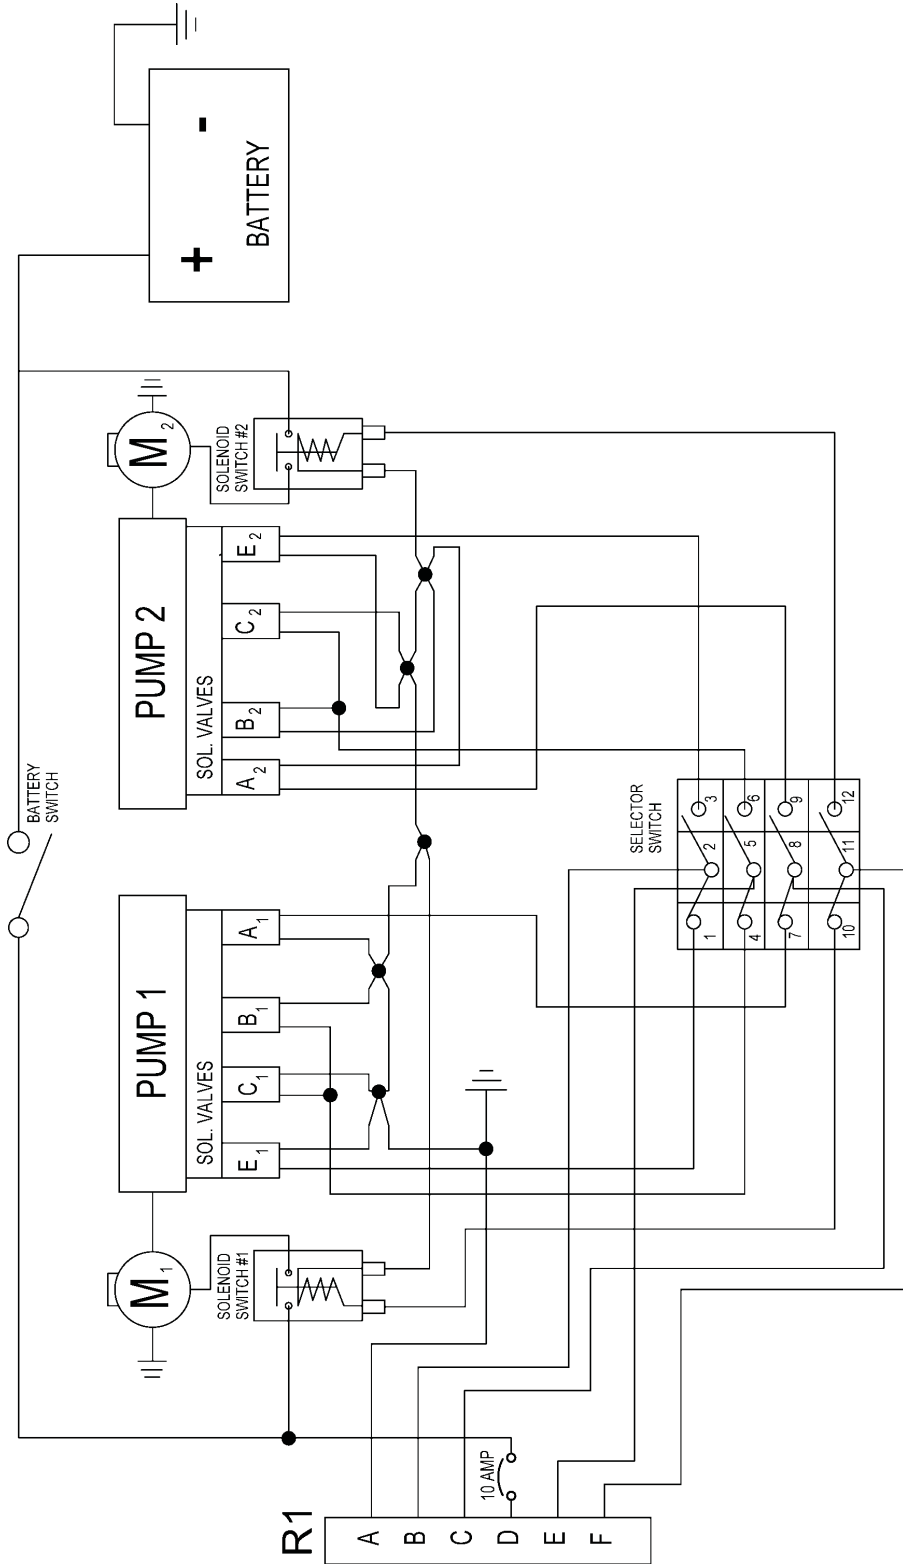 R1
A
B
C
D
E
F
10 AMP
M1
SOLENOID
SWITCH #1
PUMP 1
SOL. VALVES
E1
C1
B1
A1
BATTERY
SWITCH
PUMP 2
SOL. VALVES
A2
B2
C2
E2
M2
SOLENOID
SWITCH #2
+
-
BATTERY
SELECTOR
SWITCH
1
2
3
4
5
6
7
8
9
10
11
12